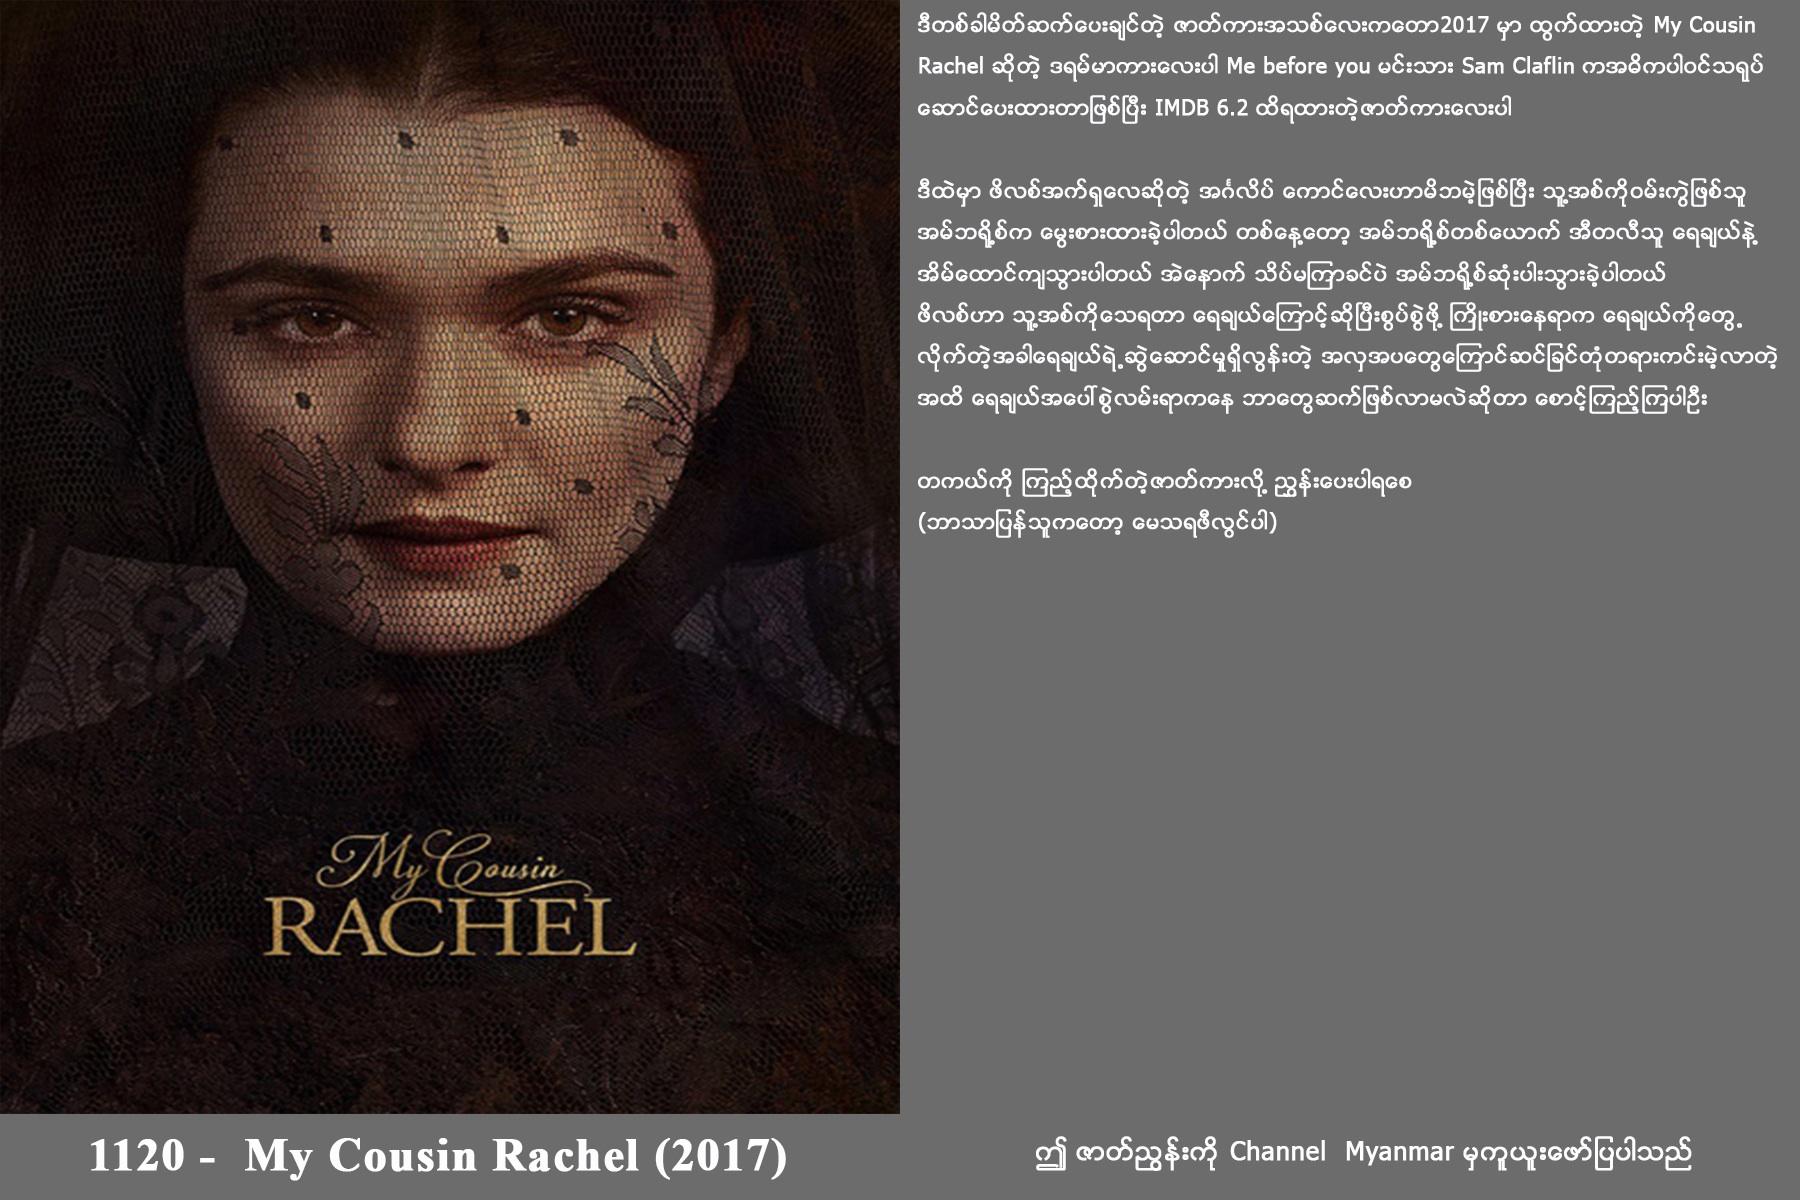 ဒီတစ်ခါမိတ်ဆက်ပေးချင်တဲ့ ဇာတ်ကားအသစ်လေးကတော2017 မှာ ထွက်ထားတဲ့ My Cousin
Rachel ဆိုတဲ့ ဒရမ်မာကားလေးပါ Me before you မင်းသား Sam Claflin ကအဓိကပါဝင်သရုပ်
ဆောင်ပေးထားတာဖြစ်ပြီး IMDB 6.2 ထိရထားတဲ့ဇာတ်ကားလေးပါ
ဒီထဲမှာ ဖိလစ်အက်ရှလေဆိုတဲ့ အင်္ဂလိပ် ကောင်လေးဟာမိဘမဲ့ဖြစ်ပြီး သူ့အစ်ကိုဝမ်းကွဲဖြစ်သူ
အမ်ဘရို့စ်က မွေးစားထားခဲ့ပါတယ် တစ်နေ့တော့ အမ်ဘရို့စ်တစ်ယောက် အီတလီသူ ရေချယ်နဲ့
အိမ်ထောင်ကျသွားပါတယ် အဲနောက် သိပ်မကြာခင်ပဲ အမ်ဘရို့စ်ဆုံးပါးသွားခဲ့ပါတယ်
ဖိလစ်ဟာ သူ့အစ်ကိုသေရတာ ရေချယ်ကြောင့်ဆိုပြီးစွပ်စွဲဖို့ ကြိုးစားနေရာက ရေချယ်ကိုတွေ့
လိုက်တဲ့အခါရေချယ်ရဲ့ဆွဲဆောင်မှုရှိလွန်းတဲ့ အလှအပတွေကြောင်ဆင်ခြင်တုံတရားကင်းမဲ့လာတဲ့
အထိ ရေချယ်အပေါ်စွဲလမ်းရာကနေ ဘာတွေဆက်ဖြစ်လာမလဲဆိုတာ စောင့်ကြည့်ကြပါဦး
တကယ်ကို ကြည့်ထိုက်တဲ့ဇာတ်ကားလို့ ညွှန်းပေးပါရစေ
(ဘာသာပြန်သူကတော့ မေသရဖီလွင်ပါ)
My Cousin
RACHEL
1120 - My Cousin Rachel (2017)
ဤ ဇာတ်ညွှန်းကို Channel Myanmar မှကူယူးဖော်ပြပါသည်